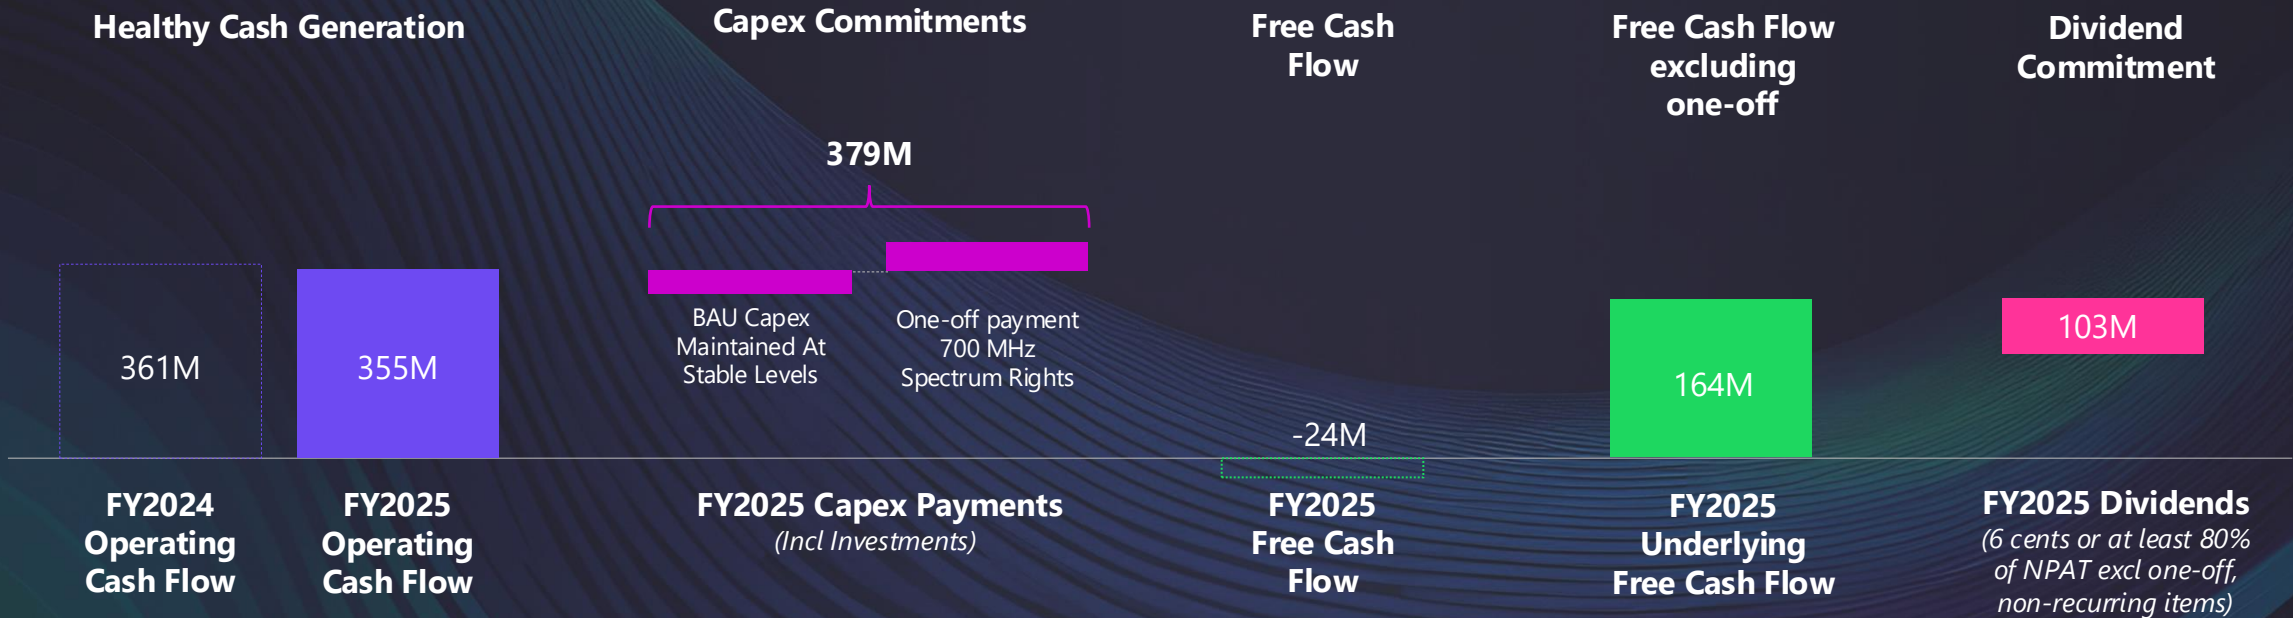 Healthy Cash Generation
Capex Commitments
Free Cash
Flow
Free Cash Flow
excluding
one-off
Dividend
Commitment
379M
361M
355M
BAU Capex
Maintained At
Stable Levels
One-off payment
700 MHz
Spectrum Rights
-24M
164M
103M
FY2024
Operating
Cash Flow
FY2025
Operating
Cash Flow
FY2025 Capex Payments
(Incl Investments)
FY2025
Free Cash
Flow
FY2025
Underlying
Free Cash Flow
FY2025 Dividends
(6 cents or at least 80%
of NPAT excl one-off,
non-recurring items)